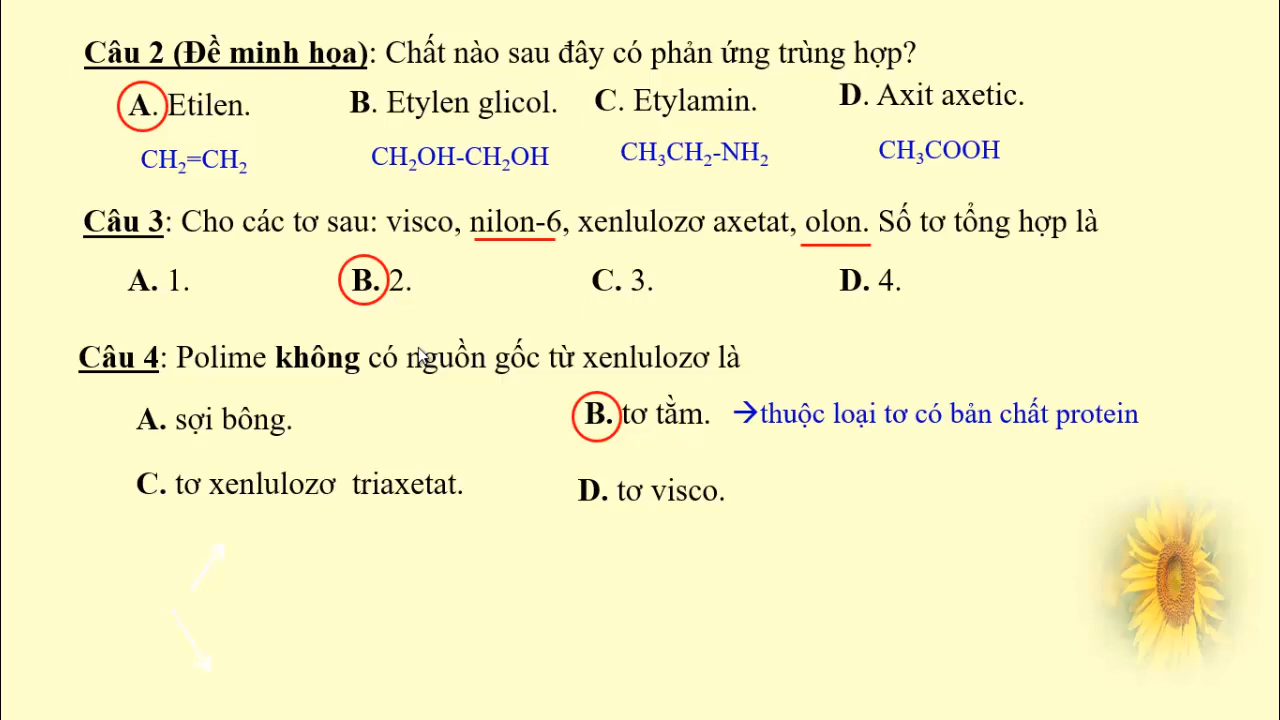 Câu 2 (Đề minh họa): Chất nào sau đây có phản ứng trùng hợp?
A. Etilen. B. Etylen glicol. C. Etylamin. D. Axit axetic.
CH₂=CH₂ CH₂OH-CH₂OH CH₃CH₂-NH₂ CH₃COOH
Câu 3: Cho các tơ sau: visco, nilon-6, xenlulozơ axetat, olon. Số tơ tổng hợp là
A. 1. B. 2. C. 3. D. 4.
Câu 4: Polime không có nguồn gốc từ xenlulozơ là
A. sợi bông. B. tơ tằm. →thuộc loại tơ có bản chất protein
C. tơ xenlulozơ triaxetat. D. tơ visco.